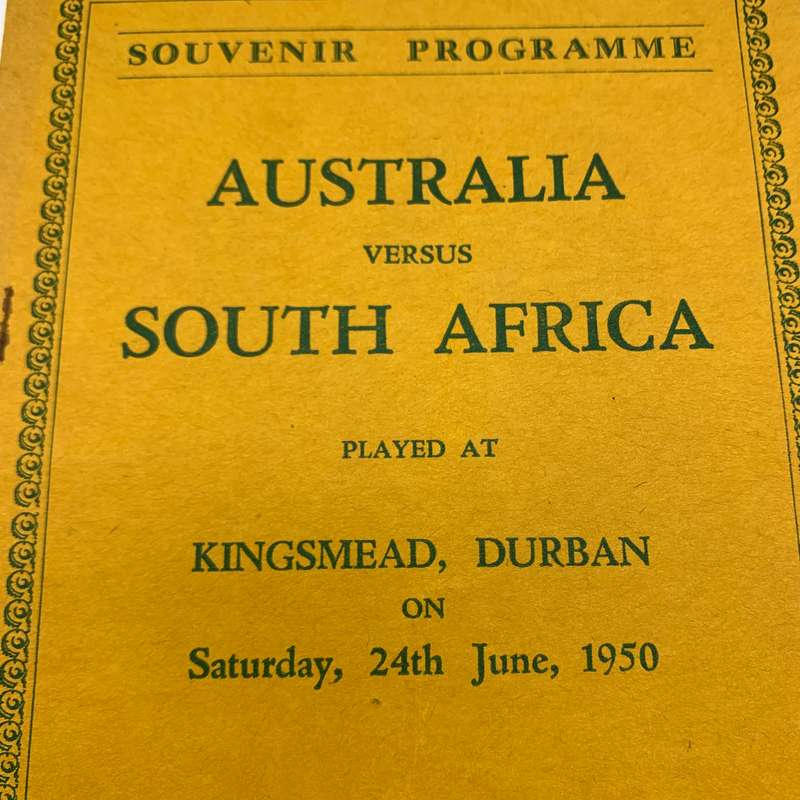 SOUVENIR PROGRAMME
AUSTRALIA
VERSUS
SOUTH AFRICA
PLAYED AT
KINGSMEAD, DURBAN
ON
Saturday, 24th June, 1950